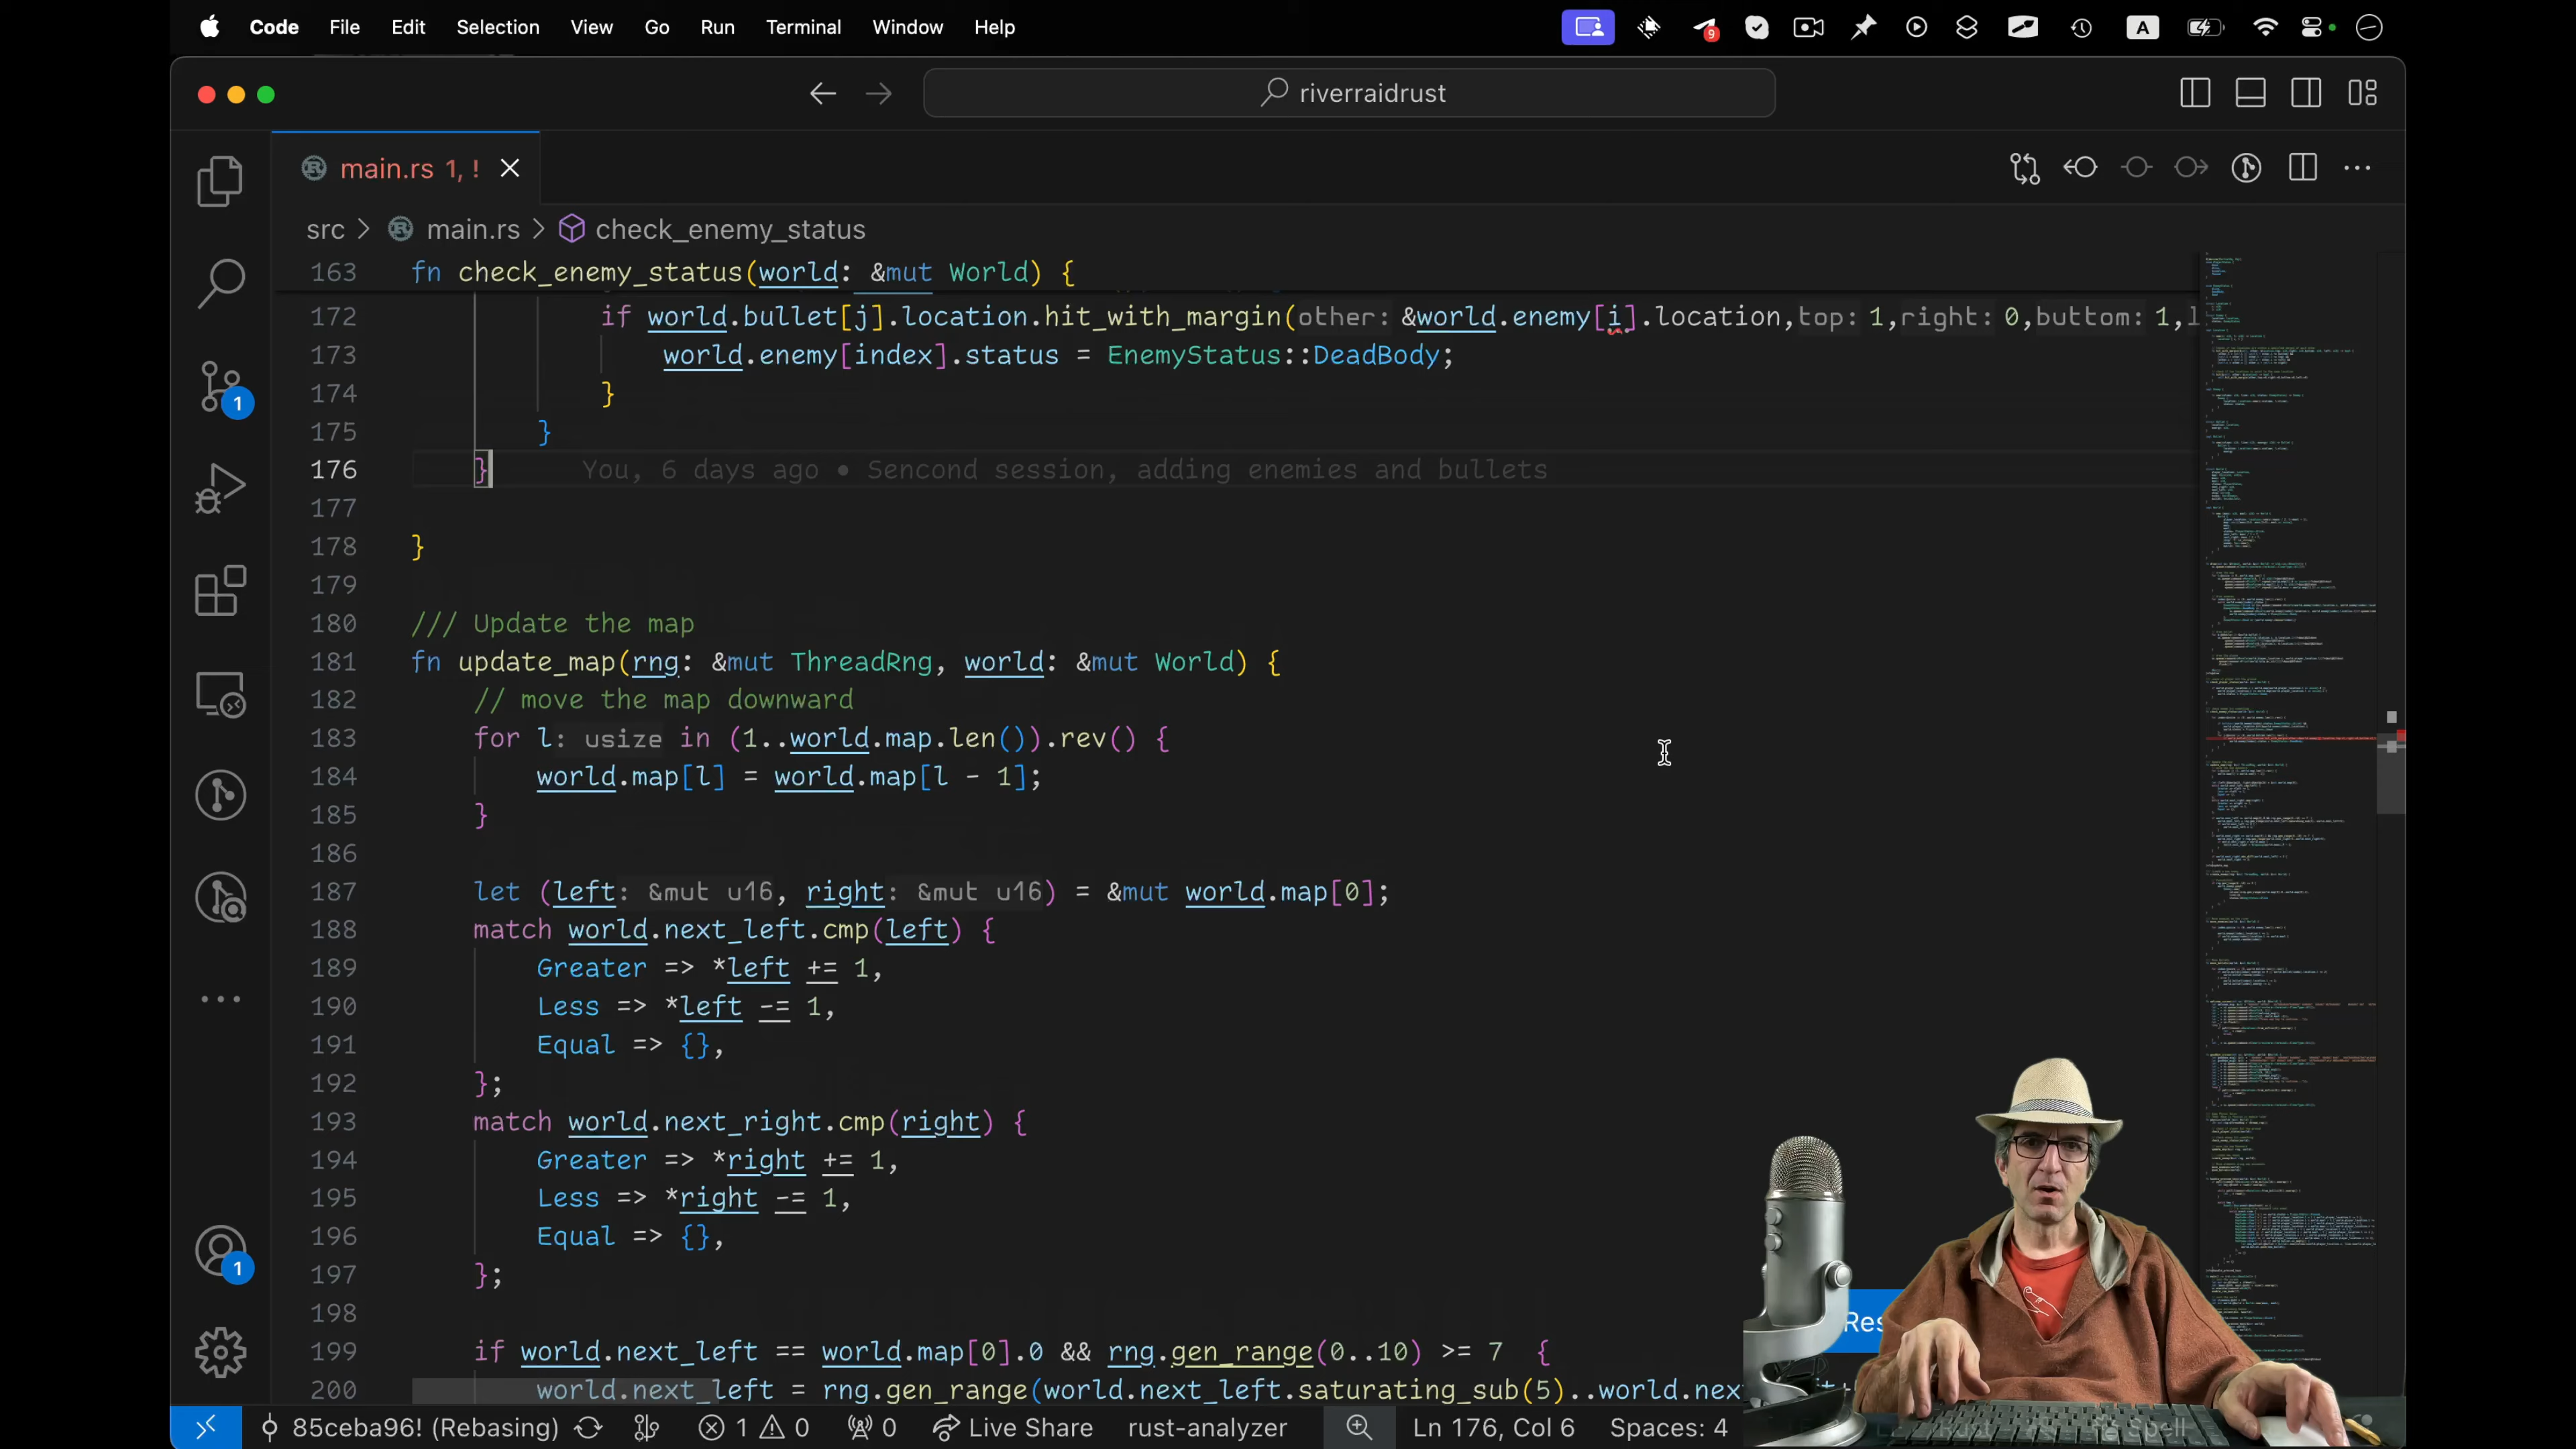 Code File Edit Selection View Go Run Terminal Window Help 9 A
riverraidrust
main.rs 1, !
src > main.rs > check_enemy_status
163 fn check_enemy_status(world: &mut World) {
172 if world.bullet[j].location.hit_with_margin(other: &world.enemy[i].location,top: 1,right: 0,buttom: 1,l
173 world.enemy[index].status = EnemyStatus::DeadBody;
174 }
175 }
176 } You, 6 days ago • Sencond session, adding enemies and bullets
177
178 }
179
180 /// Update the map
181 fn update_map(rng: &mut ThreadRng, world: &mut World) {
182 // move the map downward
183 for l: usize in (1..world.map.len()).rev() {
184 world.map[l] = world.map[l - 1];
185 }
186
187 let (left: &mut u16, right: &mut u16) = &mut world.map[0];
188 match world.next_left.cmp(left) {
189 Greater => *left += 1,
190 Less => *left -= 1,
191 Equal => {},
192 };
193 match world.next_right.cmp(right) {
194 Greater => *right += 1,
195 Less => *right -= 1,
196 Equal => {},
197 };
198
199 if world.next_left == world.map[0].0 && rng.gen_range(0..10) >= 7 {
200 world.next_left = rng.gen_range(world.next_left.saturating_sub(5)..world.nex
1
1
Res
85ceba96! (Rebasing) 1 0 0 Live Share rust-analyzer Ln 176, Col 6 Spaces: 4 Spell